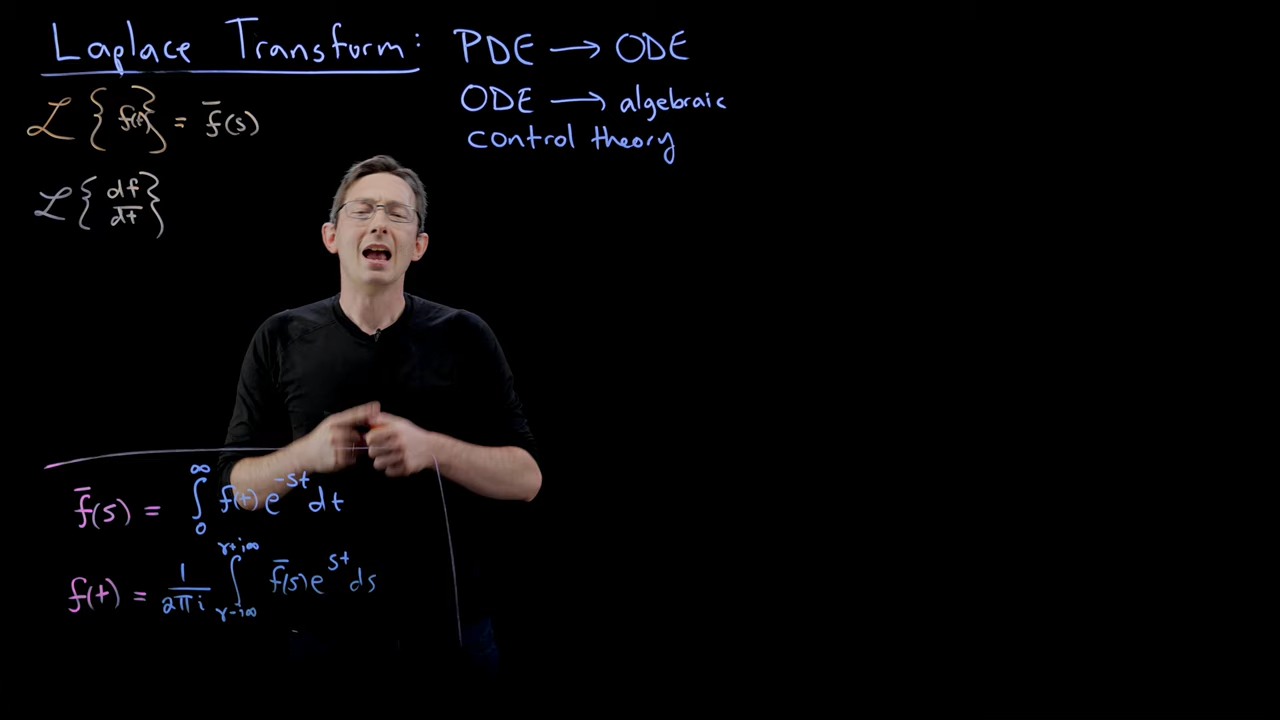 Laplace Transform: PDE → ODE
ODE → algebraic
control theory
ℒ { f(t) } = f̄(s)
ℒ { df/dt }
f̄(s) = ∫₀^∞ f(t) e^{-st} dt
f(t) = 1/(2πi) ∫_{γ-i∞}^{γ+i∞} f̄(s) e^{st} ds